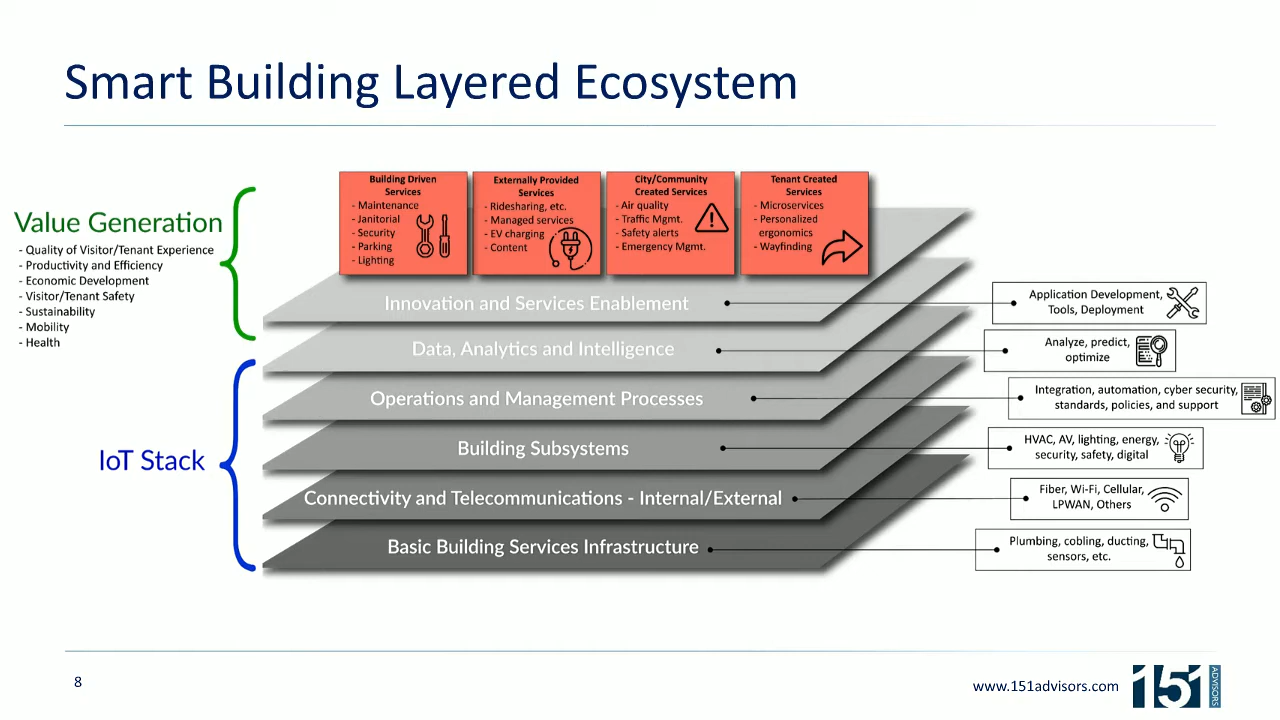 Smart Building Layered Ecosystem
Value Generation
- Quality of Visitor/Tenant Experience
- Productivity and Efficiency
- Economic Development
- Visitor/Tenant Safety
- Sustainability
- Mobility
- Health
IoT Stack
Building Driven
Services
- Maintenance
- Janitorial
- Security
- Parking
- Lighting
Externally Provided
Services
- Ridesharing, etc.
- Managed services
- EV charging
- Content
City/Community
Created Services
- Air quality
- Traffic Mgmt.
- Safety alerts
- Emergency Mgmt.
Tenant Created
Services
- Microservices
- Personalized
ergonomics
- Wayfinding
Innovation and Services Enablement
Application Development,
Tools, Deployment
Data, Analytics and Intelligence
Analyze, predict,
optimize
Operations and Management Processes
Integration, automation, cyber security,
standards, policies, and support
Building Subsystems
HVAC, AV, lighting, energy,
security, safety, digital
Connectivity and Telecommunications - Internal/External
Fiber, Wi-Fi, Cellular,
LPWAN, Others
Basic Building Services Infrastructure
Plumbing, cobling, ducting,
sensors, etc.
8
www.151advisors.com
151
ADVISORS